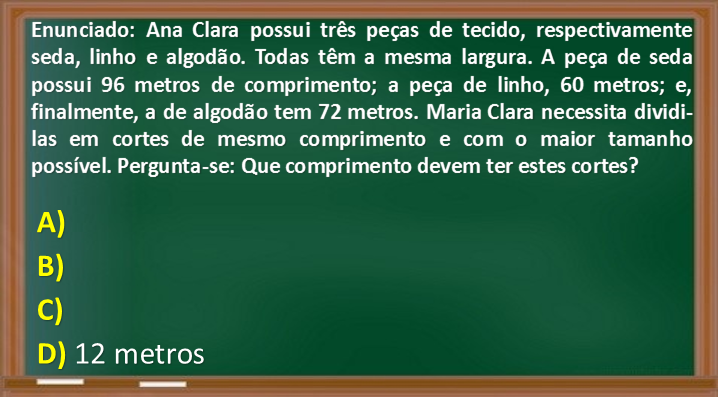 Enunciado: Ana Clara possui três peças de tecido, respectivamente
seda, linho e algodão. Todas têm a mesma largura. A peça de seda
possui 96 metros de comprimento; a peça de linho, 60 metros; e,
finalmente, a de algodão tem 72 metros. Maria Clara necessita dividi-
las em cortes de mesmo comprimento e com o maior tamanho
possível. Pergunta-se: Que comprimento devem ter estes cortes?
A)
B)
C)
D) 12 metros